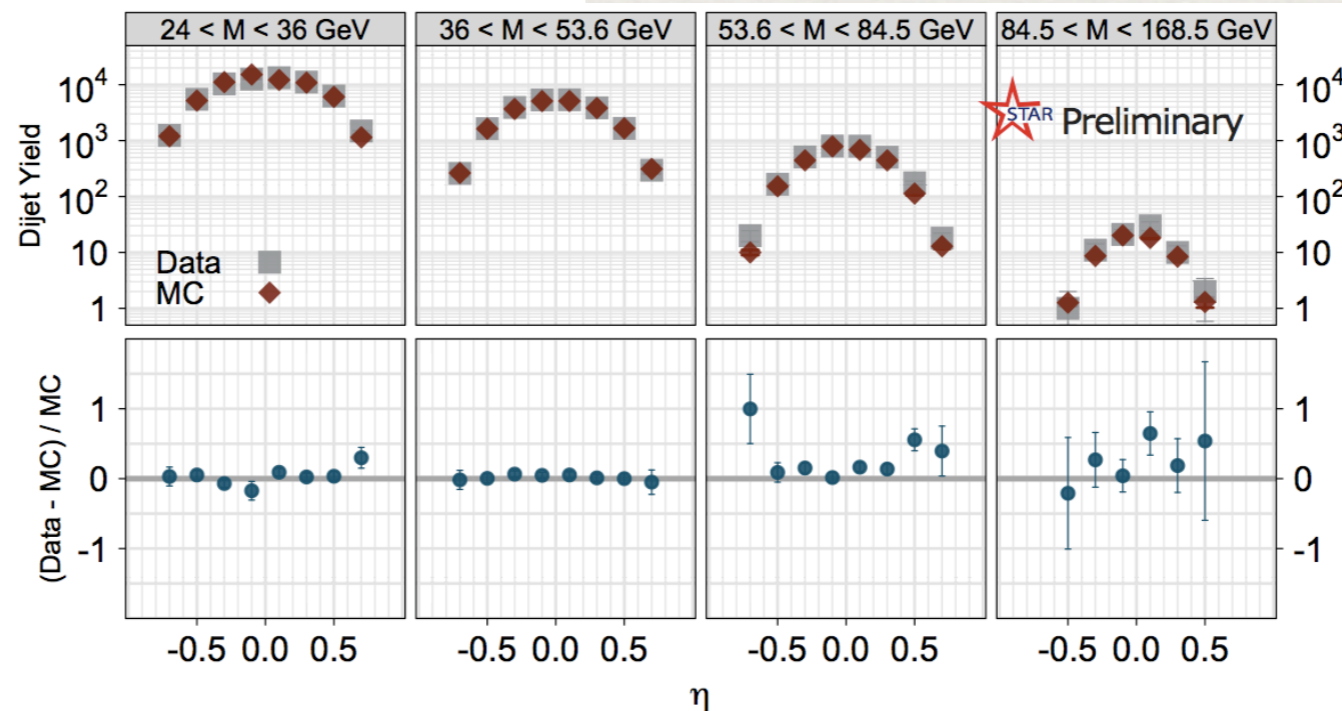 24 < M < 36 GeV
36 < M < 53.6 GeV
53.6 < M < 84.5 GeV
84.5 < M < 168.5 GeV
Dijet Yield
10⁴
10³
10²
10
1
Data
MC
STAR Preliminary
10⁴
10³
10²
10
1
(Data - MC) / MC
1
0
-1
1
0
-1
-0.5 0.0 0.5
-0.5 0.0 0.5
-0.5 0.0 0.5
-0.5 0.0 0.5
η